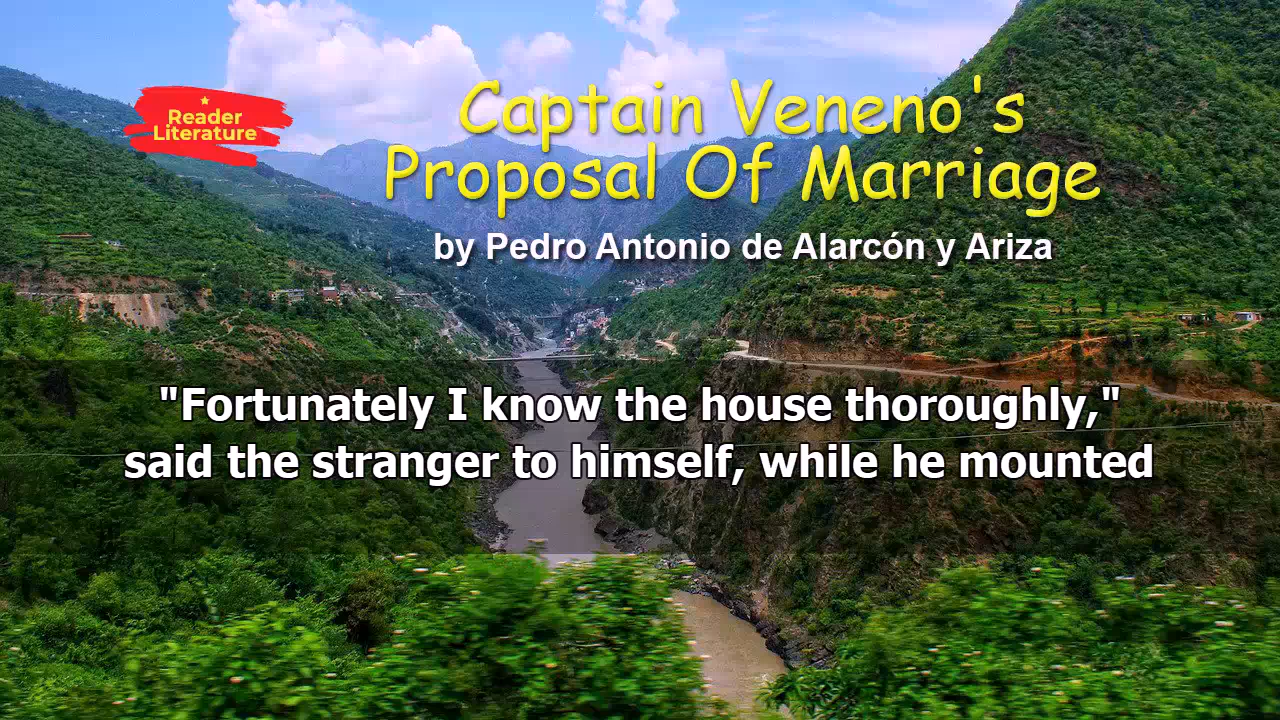 Reader
Literature
Captain Veneno's
Proposal Of Marriage
by Pedro Antonio de Alarcón y Ariza
"Fortunately I know the house thoroughly,"
said the stranger to himself, while he mounted